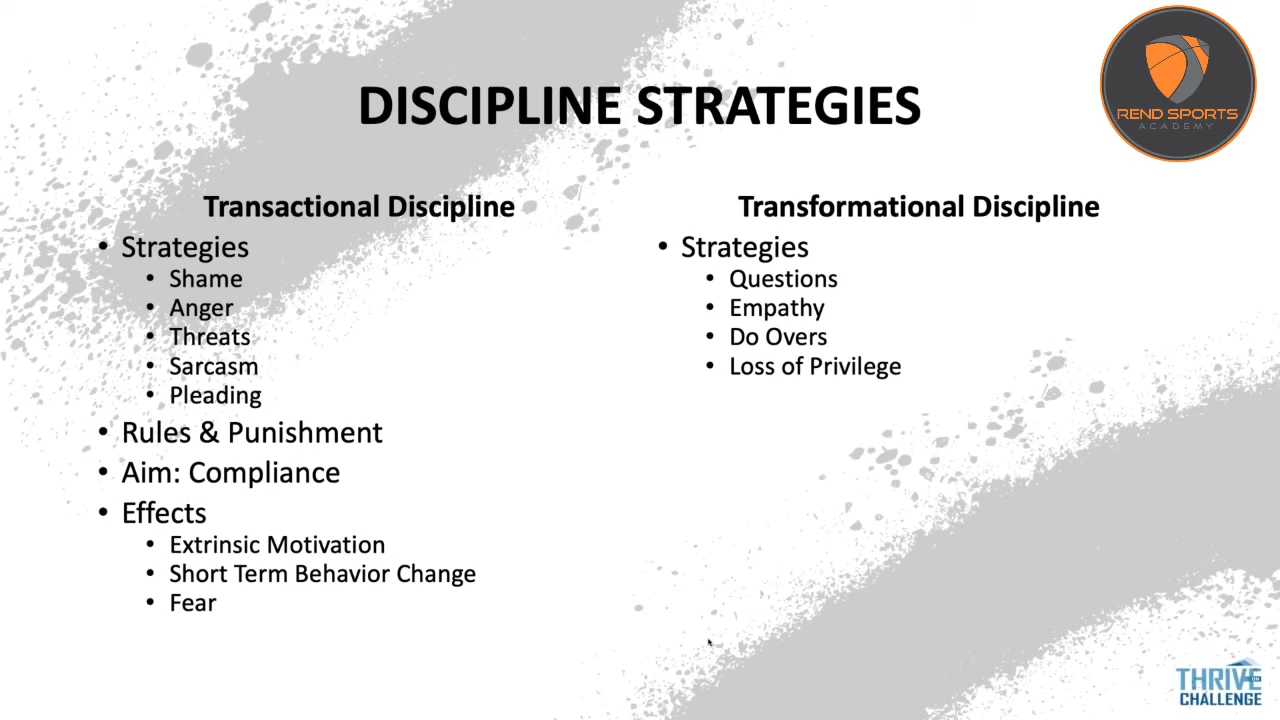 DISCIPLINE STRATEGIES
REND SPORTS
ACADEMY
Transactional Discipline
• Strategies
• Shame
• Anger
• Threats
• Sarcasm
• Pleading
• Rules & Punishment
• Aim: Compliance
• Effects
• Extrinsic Motivation
• Short Term Behavior Change
• Fear
Transformational Discipline
• Strategies
• Questions
• Empathy
• Do Overs
• Loss of Privilege
THRIVE
ON
CHALLENGE